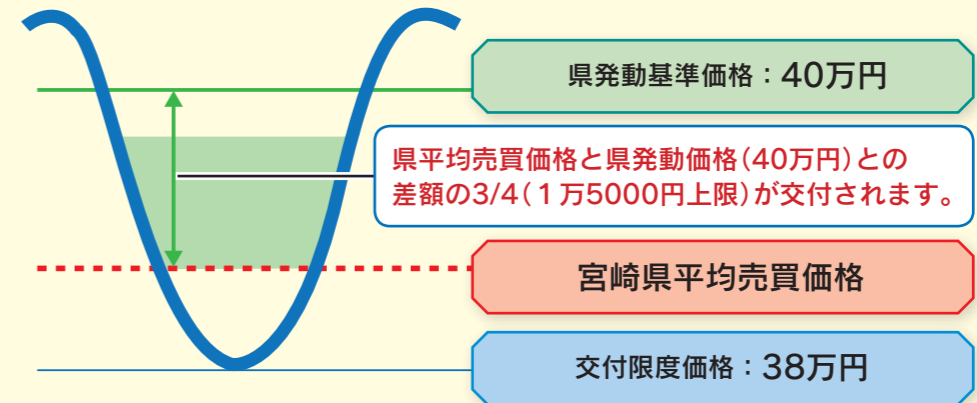 県発動基準価格：40万円
県平均売買価格と県発動価格（40万円）との
差額の3/4（１万5000円上限）が交付されます。
宮崎県平均売買価格
交付限度価格：38万円